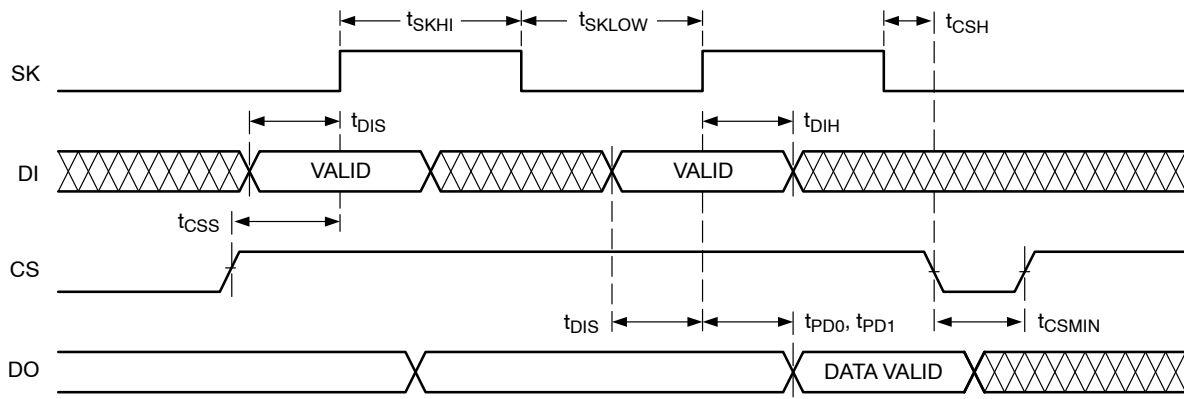 tSKHI
tSKLOW
tCSH
SK
tDIS
tDIH
DI
VALID
VALID
tCSS
CS
tDIS
tPD0, tPD1
tCSMIN
DO
DATA VALID